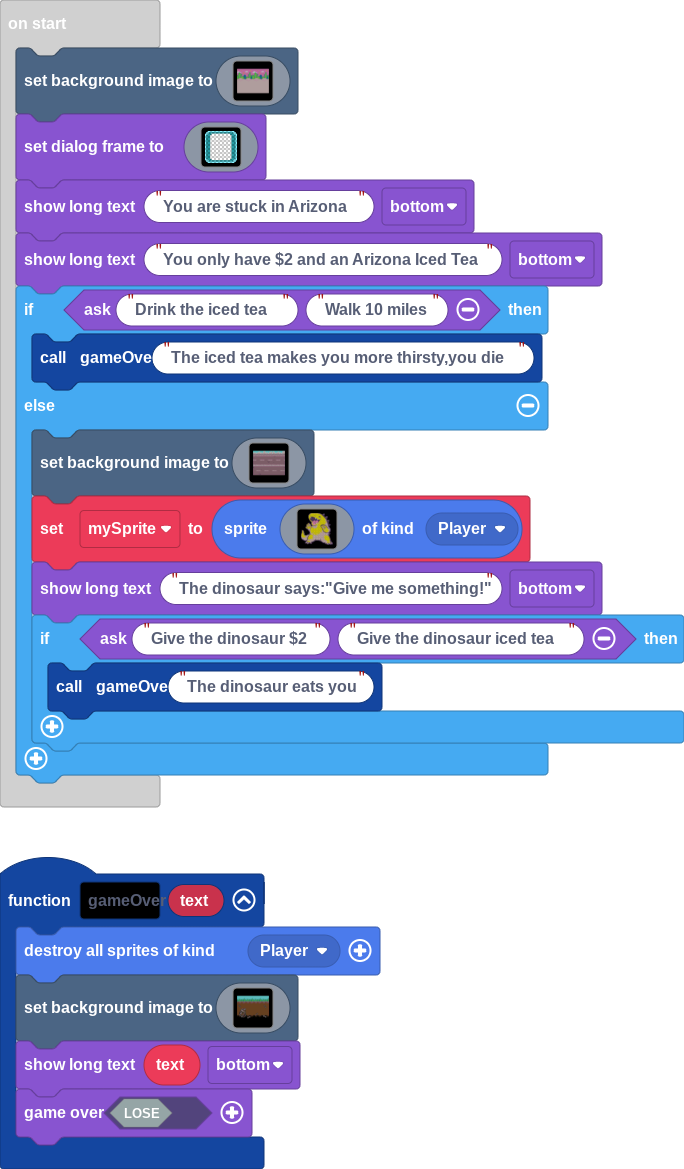 on start
set background image to
set dialog frame to
show long text "You are stuck in Arizona" bottom
show long text "You only have $2 and an Arizona Iced Tea" bottom
if ask "Drink the iced tea" "Walk 10 miles" then
call gameOve "The iced tea makes you more thirsty,you die"
else
set background image to
set mySprite to sprite of kind Player
show long text "The dinosaur says:"Give me something!"" bottom
if ask "Give the dinosaur $2" "Give the dinosaur iced tea" then
call gameOve "The dinosaur eats you"
function gameOver text
destroy all sprites of kind Player
set background image to
show long text text bottom
game over LOSE